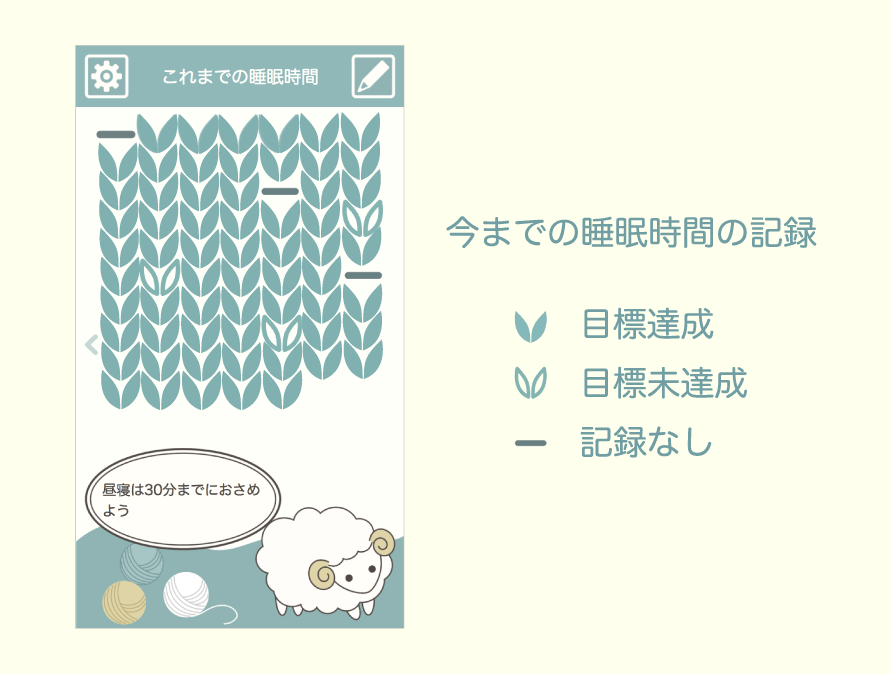 これまでの睡眠時間
昼寝は30分までにおさめ
よう
今までの睡眠時間の記録
目標達成
目標未達成
記録なし